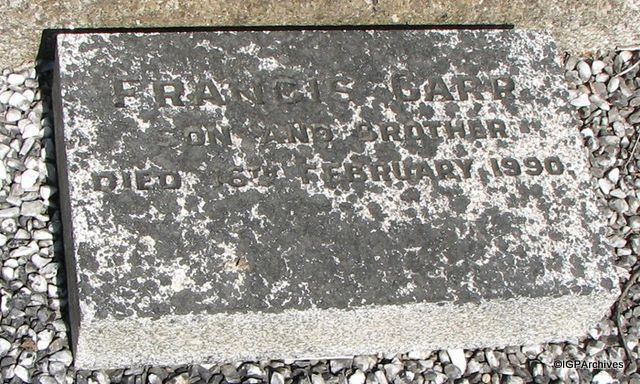 FRANCIS CARR
SON AND BROTHER
DIED 16TH FEBRUARY, 1990.
©IGPArchives